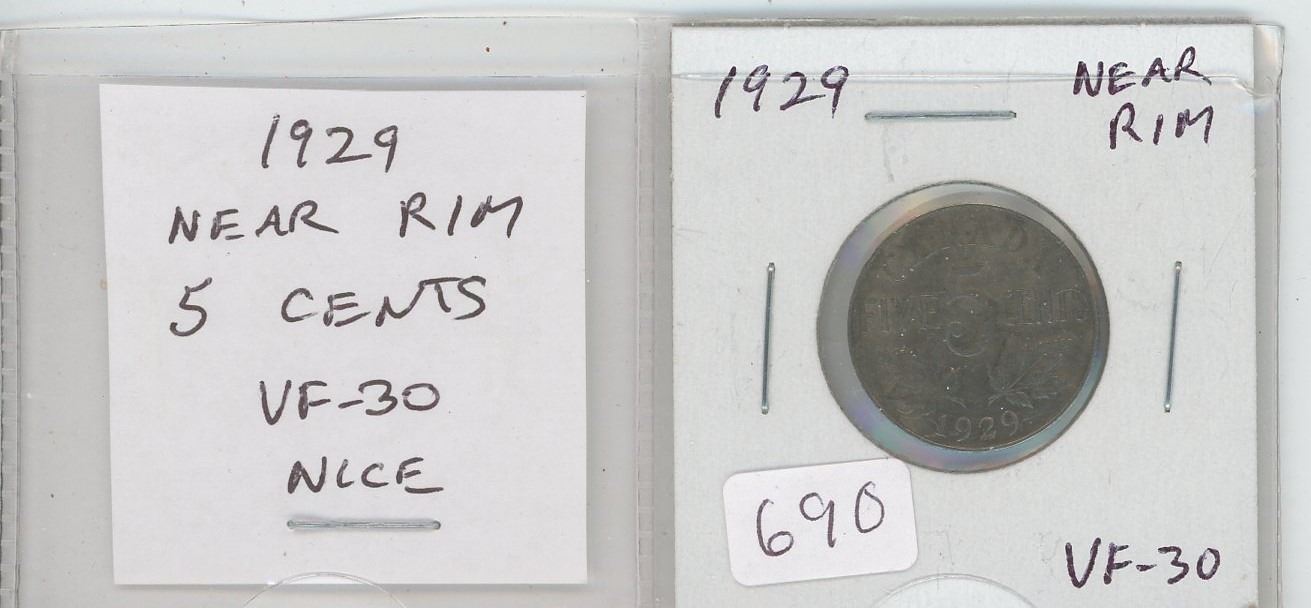 1929
NEAR RIM
5 CENTS
VF-30
NICE
1929
NEAR
RIM
CANADA
FIVE CENTS
5
1929
690
VF-30